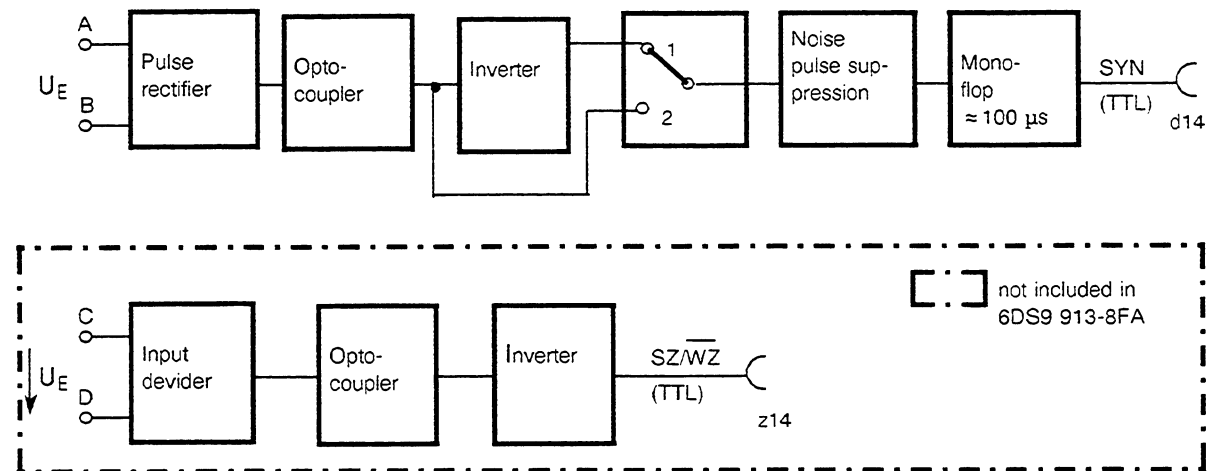 A
U_E
B
Pulse
rectifier
Opto-
coupler
Inverter
1
2
Noise
pulse sup-
pression
Mono-
flop
≈ 100 µs
SYN
(TTL)
d14
not included in
6DS9 913-8FA
C
U_E
D
Input
devider
Opto-
coupler
Inverter
SZ/W̅Z̅
(TTL)
z14